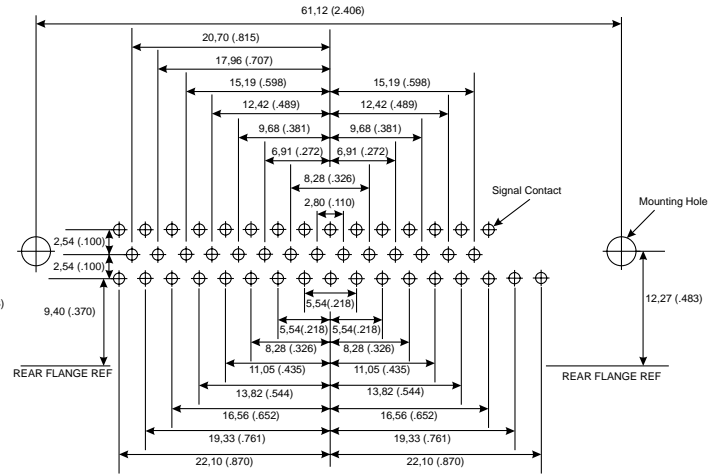 61,12 (2.406)
20,70 (.815)
17,96 (.707)
15,19 (.598) 15,19 (.598)
12,42 (.489) 12,42 (.489)
9,68 (.381) 9,68 (.381)
6,91 (.272) 6,91 (.272)
8,28 (.326)
Signal Contact
2,80 (.110)
Mounting Hole
2,54 (.100)
2,54 (.100)
9,40 (.370)
12,27 (.483)
5,54(.218)
5,54(.218) 5,54(.218)
8,28 (.326) 8,28 (.326)
11,05 (.435) 11,05 (.435)
REAR FLANGE REF REAR FLANGE REF
13,82 (.544) 13,82 (.544)
16,56 (.652) 16,56 (.652)
19,33 (.761) 19,33 (.761)
22,10 (.870) 22,10 (.870)